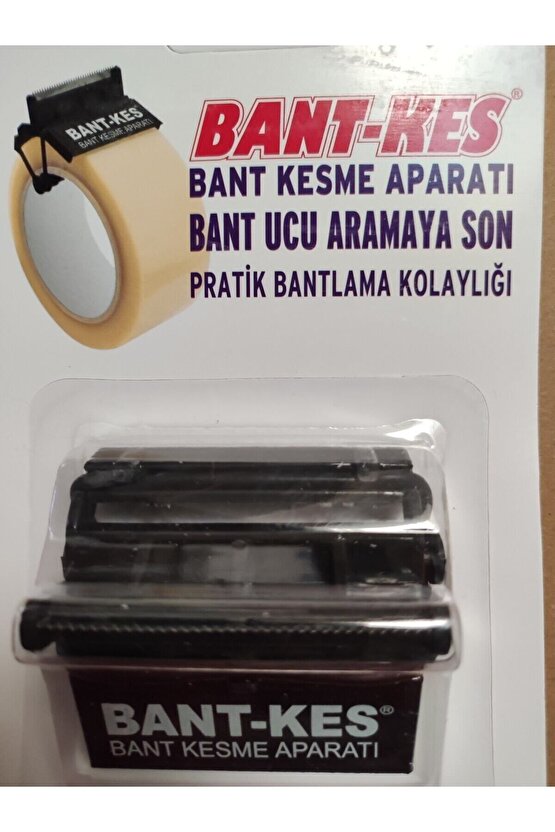 BANT-KES
BANT KESME APARATI
BANT-KES®
BANT KESME APARATI
BANT UCU ARAMAYA SON
PRATİK BANTLAMA KOLAYLIĞI
BANT-KES®
BANT KESME APARATI